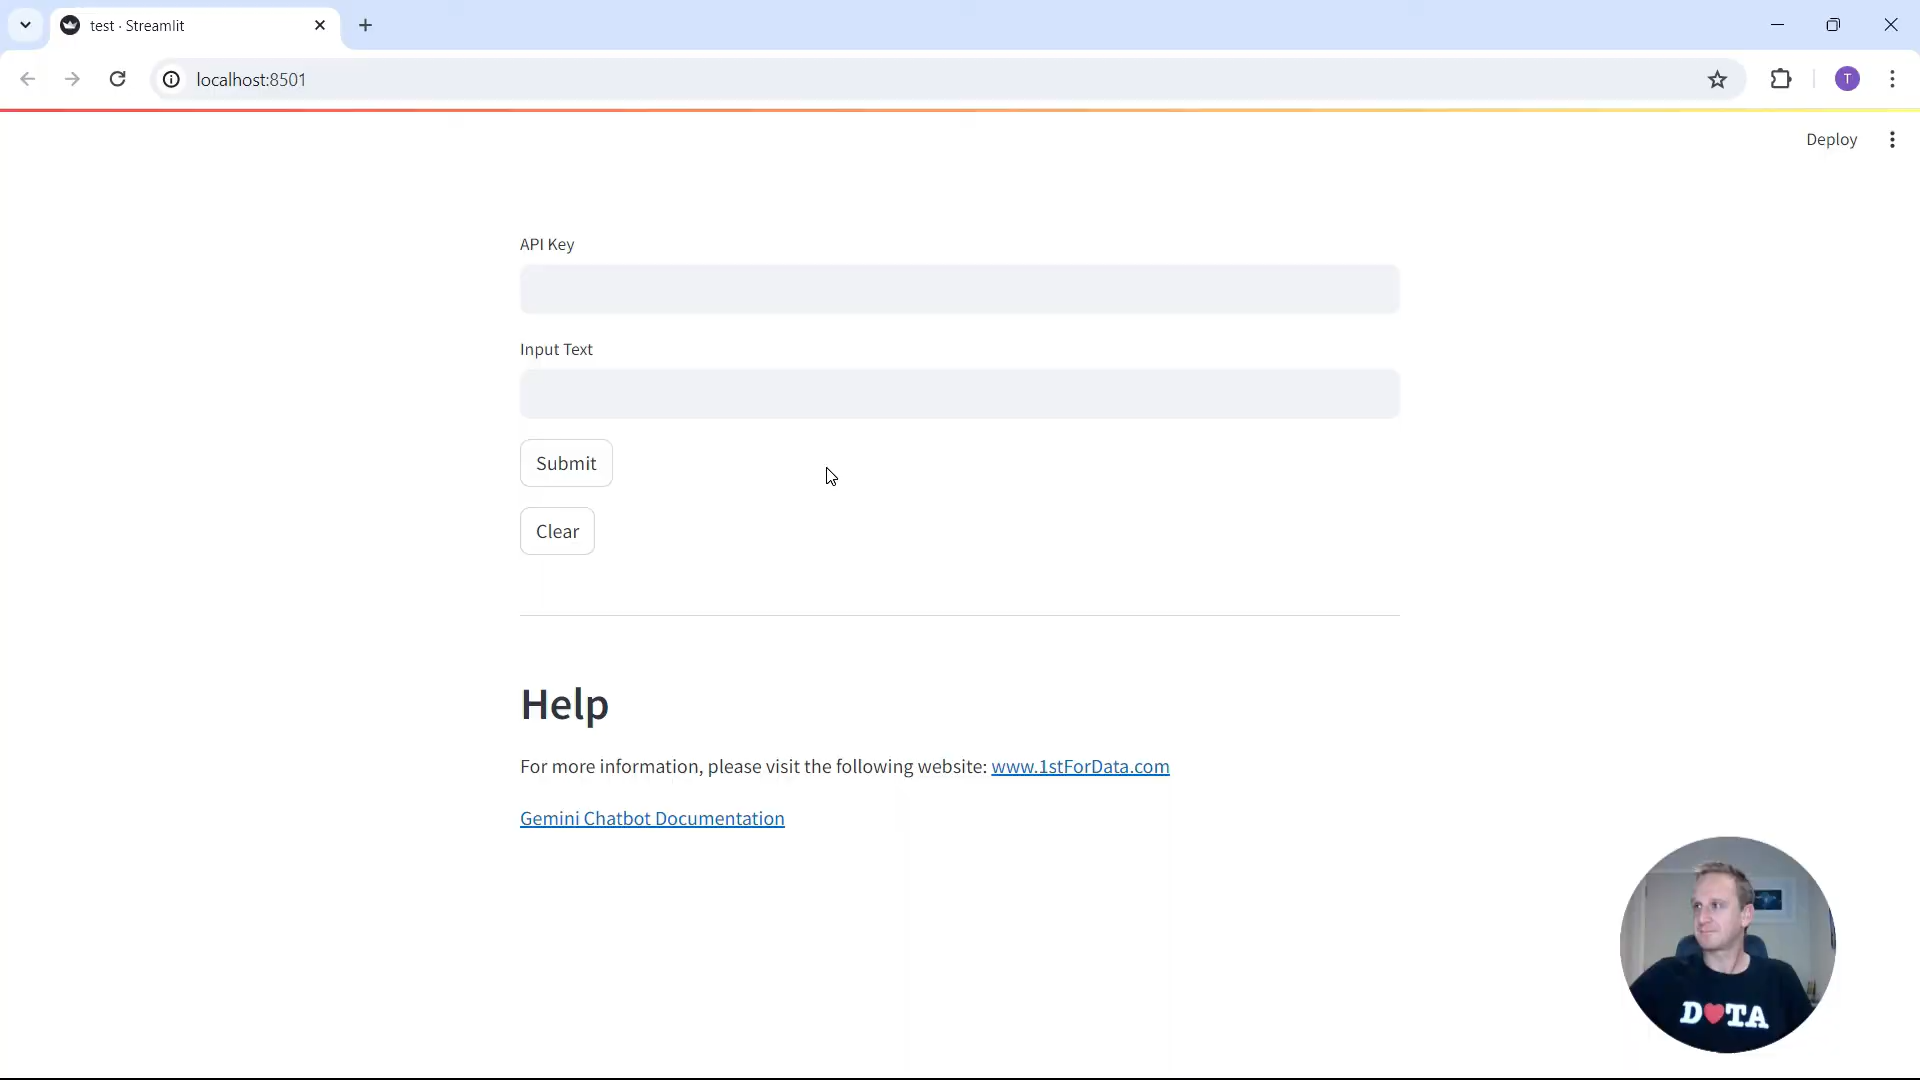 test · Streamlit
localhost:8501
T
Deploy
API Key
Input Text
Submit
Clear
Help
For more information, please visit the following website: www.1stForData.com
Gemini Chatbot Documentation
D❤TA